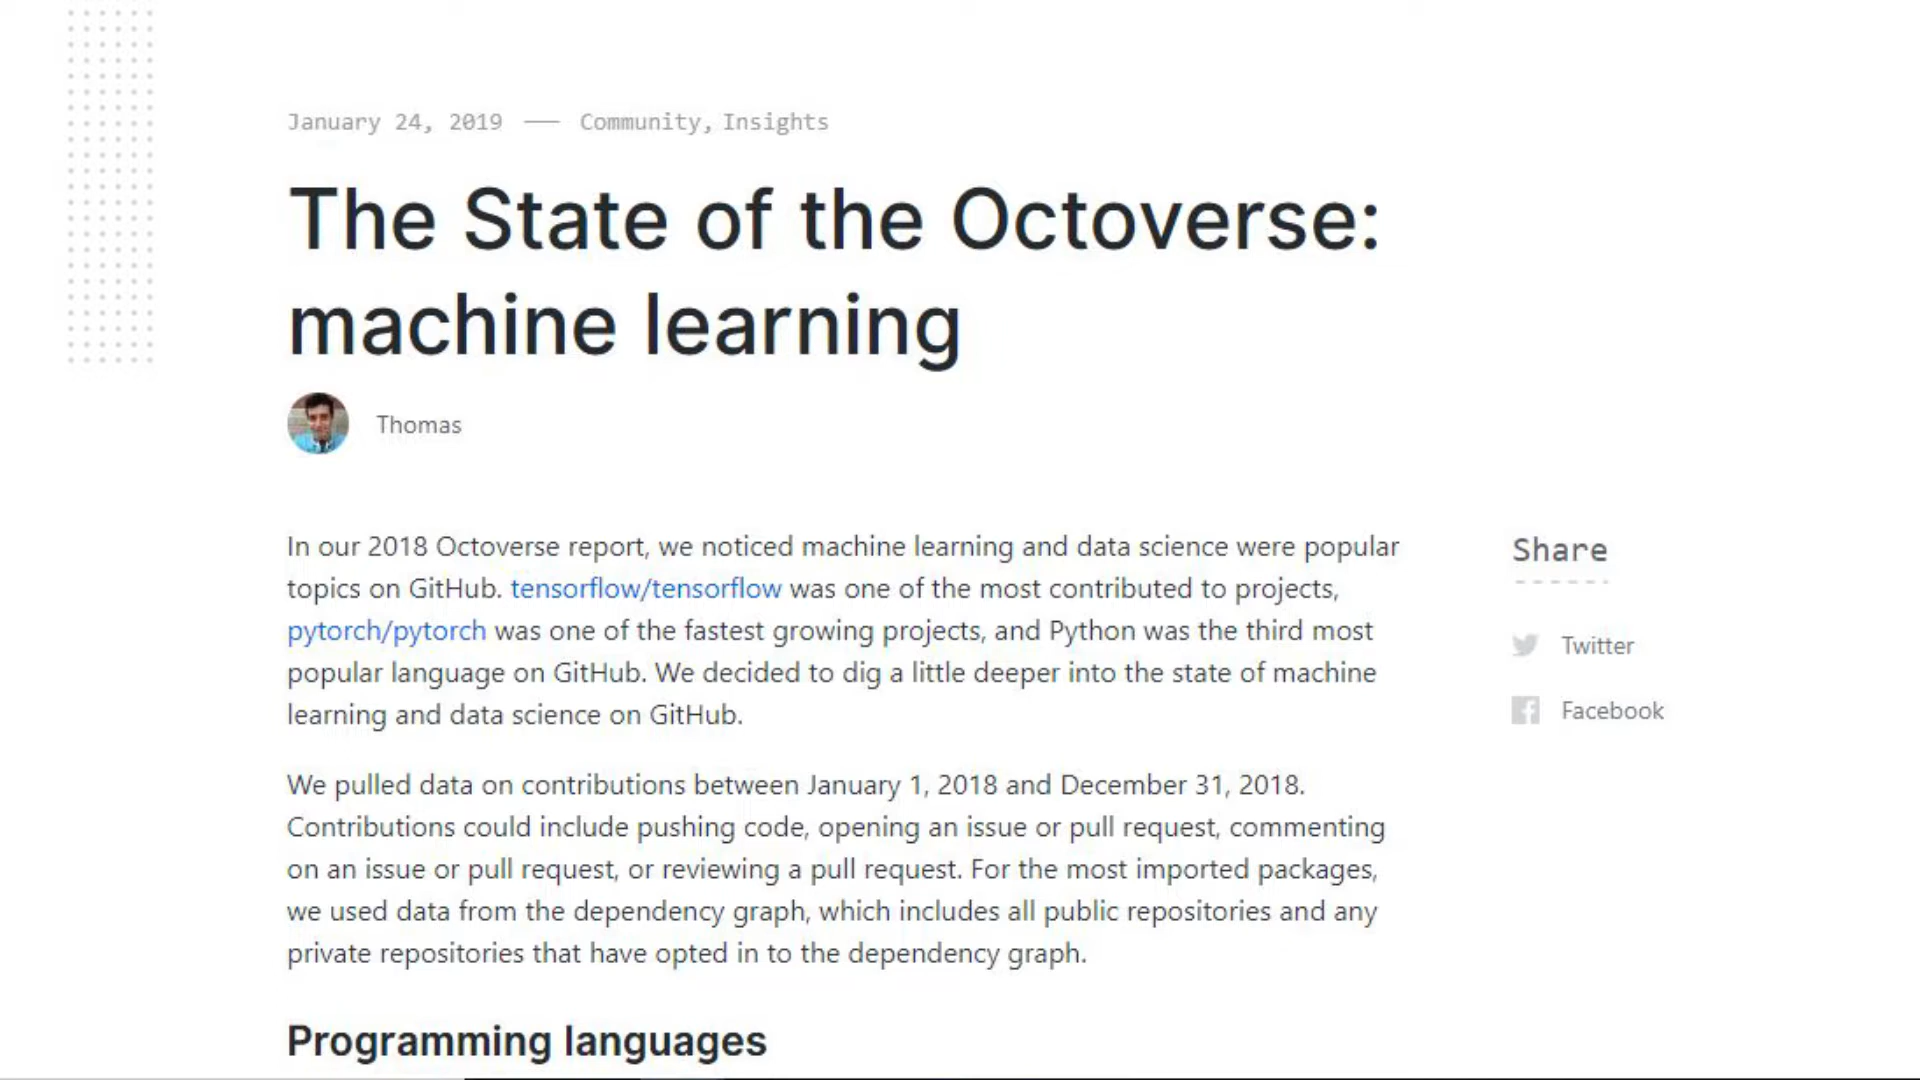 January 24, 2019 — Community, Insights
The State of the Octoverse:
machine learning
Thomas
In our 2018 Octoverse report, we noticed machine learning and data science were popular
topics on GitHub. tensorflow/tensorflow was one of the most contributed to projects,
pytorch/pytorch was one of the fastest growing projects, and Python was the third most
popular language on GitHub. We decided to dig a little deeper into the state of machine
learning and data science on GitHub.
We pulled data on contributions between January 1, 2018 and December 31, 2018.
Contributions could include pushing code, opening an issue or pull request, commenting
on an issue or pull request, or reviewing a pull request. For the most imported packages,
we used data from the dependency graph, which includes all public repositories and any
private repositories that have opted in to the dependency graph.
Programming languages
Share
Twitter
Facebook